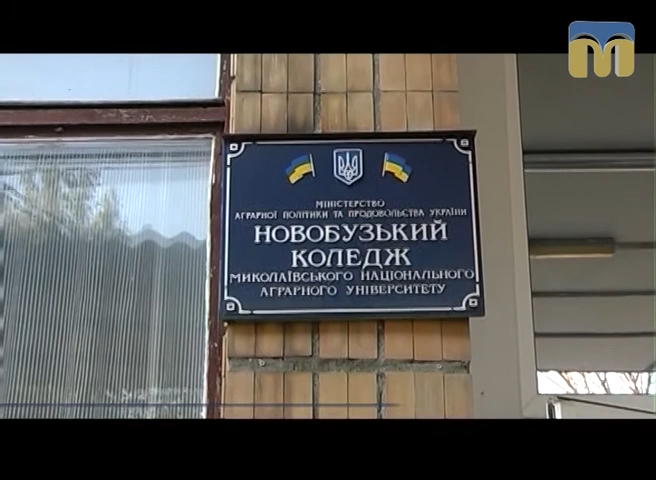 М
МІНІСТЕРСТВО
АГРАРНОЇ ПОЛІТИКИ ТА ПРОДОВОЛЬСТВА УКРАЇНИ
НОВОБУЗЬКИЙ
КОЛЕДЖ
МИКОЛАЇВСЬКОГО НАЦІОНАЛЬНОГО
АГРАРНОГО УНІВЕРСИТЕТУ